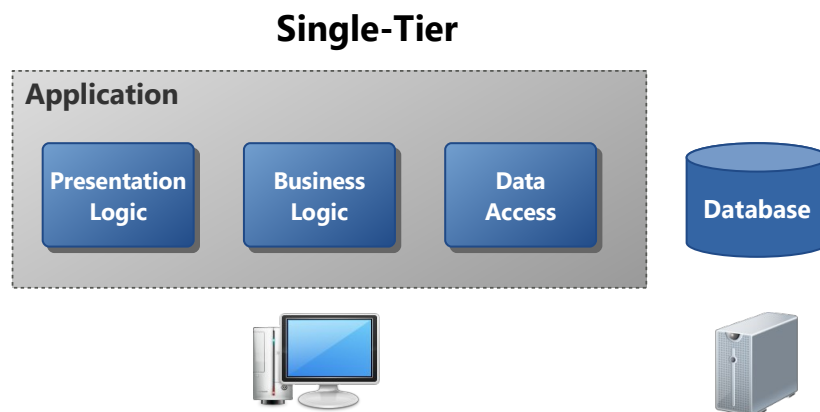 Single-Tier
Application
Presentation
Logic
Business
Logic
Data
Access
Database